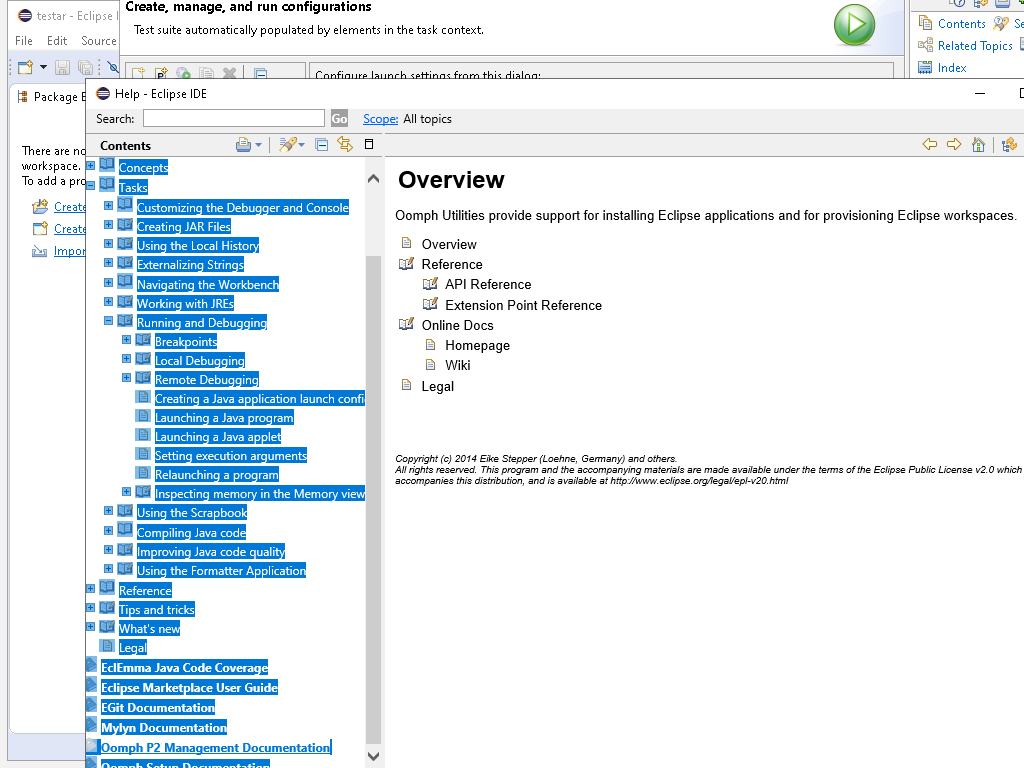 testar - Eclipse I
File Edit Source
Create, manage, and run configurations
Test suite automatically populated by elements in the task context.
Configure launch settings from this dialog:
Contents
Se
Related Topics
Index
Package E
There are no
workspace.
To add a pro
Create
Create
Impor
Help - Eclipse IDE
Search:
Go
Scope: All topics
Contents
Concepts
Tasks
Customizing the Debugger and Console
Creating JAR Files
Using the Local History
Externalizing Strings
Navigating the Workbench
Working with JREs
Running and Debugging
Breakpoints
Local Debugging
Remote Debugging
Creating a Java application launch confi
Launching a Java program
Launching a Java applet
Setting execution arguments
Relaunching a program
Inspecting memory in the Memory view
Using the Scrapbook
Compiling Java code
Improving Java code quality
Using the Formatter Application
Reference
Tips and tricks
What's new
Legal
EclEmma Java Code Coverage
Eclipse Marketplace User Guide
EGit Documentation
Mylyn Documentation
Oomph P2 Management Documentation
Oomph Setup Documentation
Overview
Oomph Utilities provide support for installing Eclipse applications and for provisioning Eclipse workspaces.
Overview
Reference
API Reference
Extension Point Reference
Online Docs
Homepage
Wiki
Legal
Copyright (c) 2014 Eike Stepper (Loehne, Germany) and others.
All rights reserved. This program and the accompanying materials are made available under the terms of the Eclipse Public License v2.0 which
accompanies this distribution, and is available at http://www.eclipse.org/legal/epl-v20.html